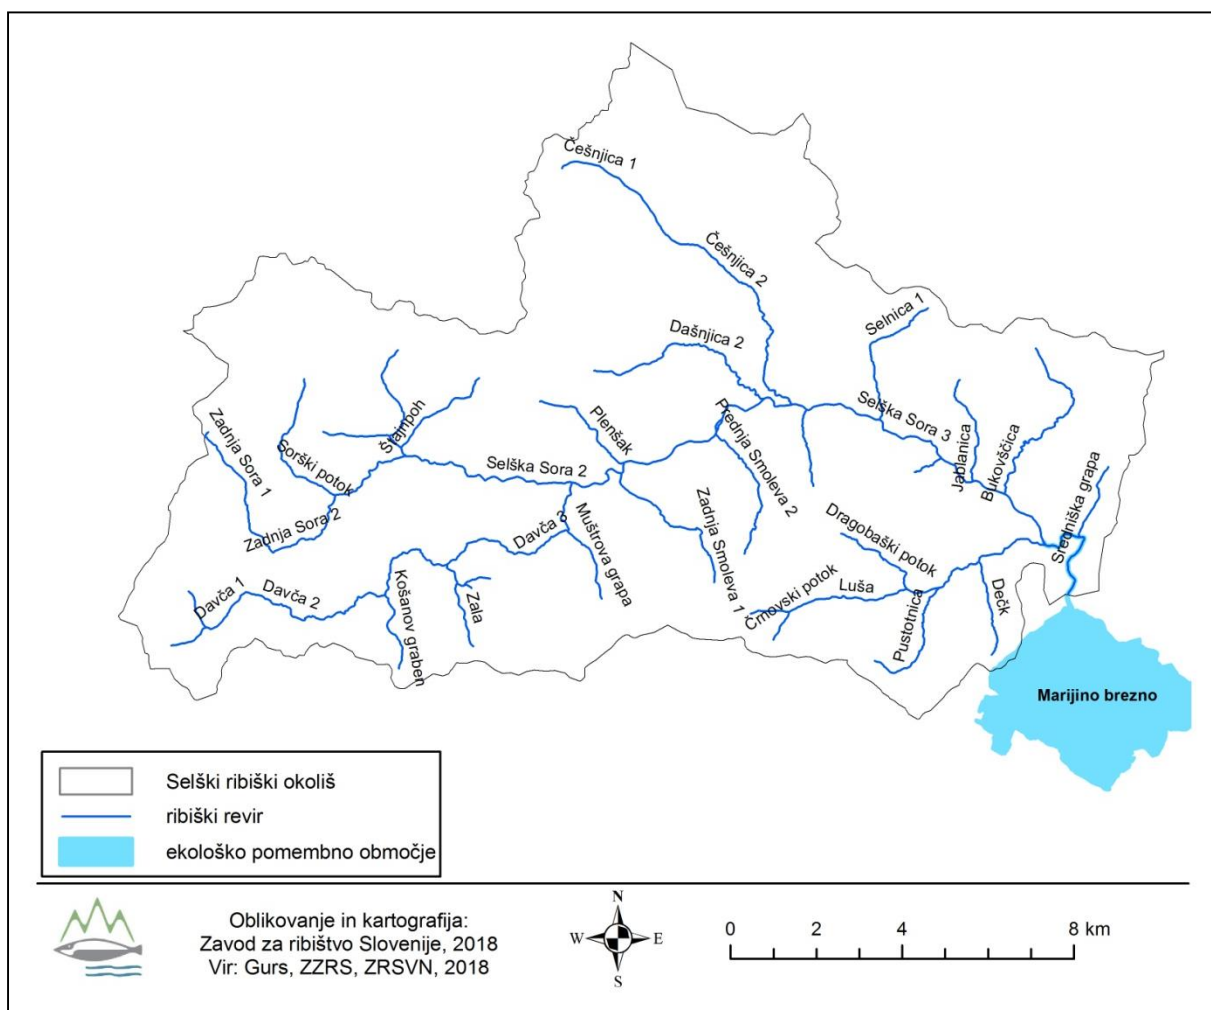 Češnjica 1
Češnjica 2
Selnica 1
Dašnjica 2
Selška Sora 3
Plenšak
Prednja Smoleva 2
Štajnpoh
Zadnja Sora 1
Sorški potok
Jablanica
Bukovščica
Selška Sora 2
Sredniška grapa
Zadnja Sora 2
Davča 3
Muštrova grapa
Zadnja Smoleva 1
Dragobaški potok
Davča 1
Davča 2
Košanov graben
Zala
Črnovski potok
Luša
Pustotnica
Dečk
Marijino brezno
Selški ribiški okoliš
ribiški revir
ekološko pomembno območje
Oblikovanje in kartografija:
Zavod za ribištvo Slovenije, 2018
Vir: Gurs, ZZRS, ZRSVN, 2018
N
W E
S
0 2 4 8 km